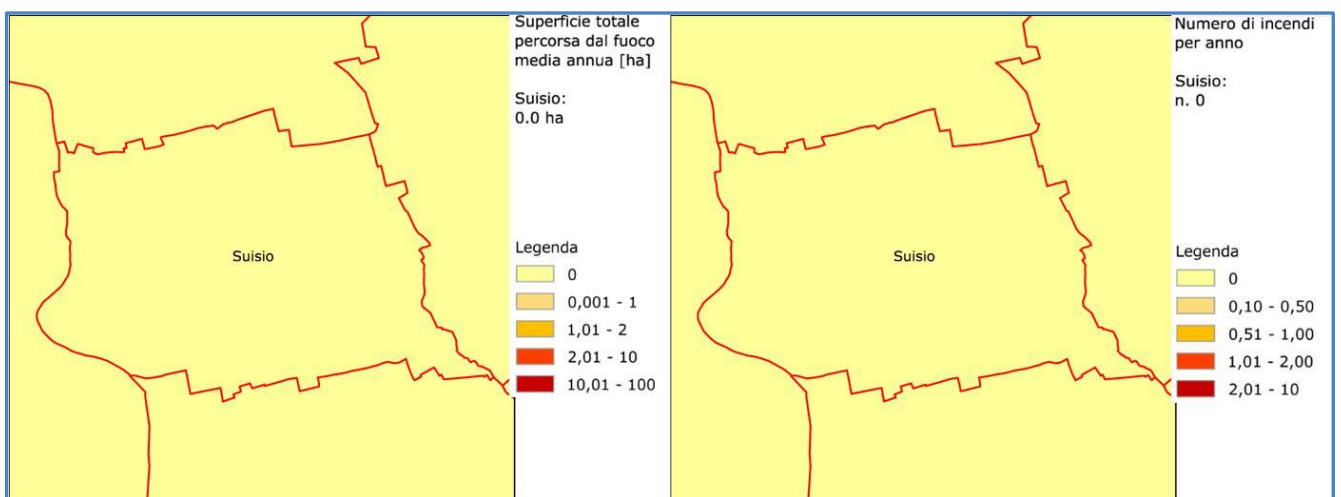 Superficie totale
percorsa dal fuoco
media annua [ha]
Suisio:
0.0 ha
Suisio
Legenda
0
0,001 - 1
1,01 - 2
2,01 - 10
10,01 - 100
Numero di incendi
per anno
Suisio:
n. 0
Suisio
Legenda
0
0,10 - 0,50
0,51 - 1,00
1,01 - 2,00
2,01 - 10